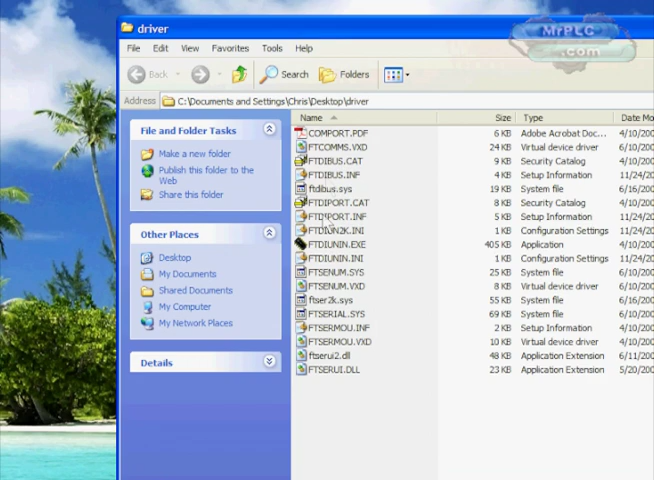 driver
MrPLC
.com
File Edit View Favorites Tools Help
Back Search Folders
Address C:\Documents and Settings\Chris\Desktop\driver
File and Folder Tasks
Make a new folder
Publish this folder to the
Web
Share this folder
Other Places
Desktop
My Documents
Shared Documents
My Computer
My Network Places
Details
Name Size Type Date Mo
COMPORT.PDF 6 KB Adobe Acrobat Doc... 4/10/200
FTCOMMS.VXD 24 KB Virtual device driver 6/10/200
FTDIBUS.CAT 9 KB Security Catalog 4/10/200
FTDIBUS.INF 4 KB Setup Information 11/24/200
ftdibus.sys 19 KB System file 6/16/200
FTDIPORT.CAT 8 KB Security Catalog 4/10/200
FTDIPORT.INF 5 KB Setup Information 11/24/200
FTDIUN2K.INI 1 KB Configuration Settings 11/24/200
FTDIUNIN.EXE 405 KB Application 4/10/200
FTDIUNIN.INI 1 KB Configuration Settings 11/24/200
FTSENUM.SYS 25 KB System file 6/10/200
FTSENUM.VXD 8 KB Virtual device driver 6/10/200
ftser2k.sys 55 KB System file 6/16/200
FTSERIAL.SYS 69 KB System file 6/10/200
FTSERMOU.INF 2 KB Setup Information 4/10/200
FTSERMOU.VXD 10 KB Virtual device driver 4/10/200
ftserui2.dll 48 KB Application Extension 6/11/200
FTSERUI.DLL 23 KB Application Extension 5/20/200